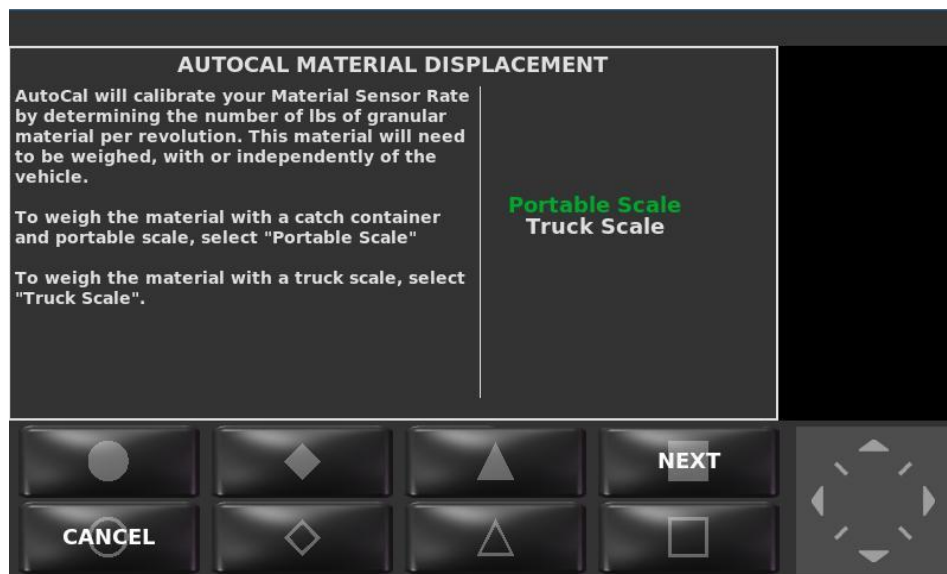 AUTOCAL MATERIAL DISPLACEMENT
AutoCal will calibrate your Material Sensor Rate
by determining the number of lbs of granular
material per revolution. This material will need
to be weighed, with or independently of the
vehicle.
To weigh the material with a catch container
and portable scale, select "Portable Scale"
To weigh the material with a truck scale, select
"Truck Scale".
Portable Scale
Truck Scale
NEXT
CANCEL